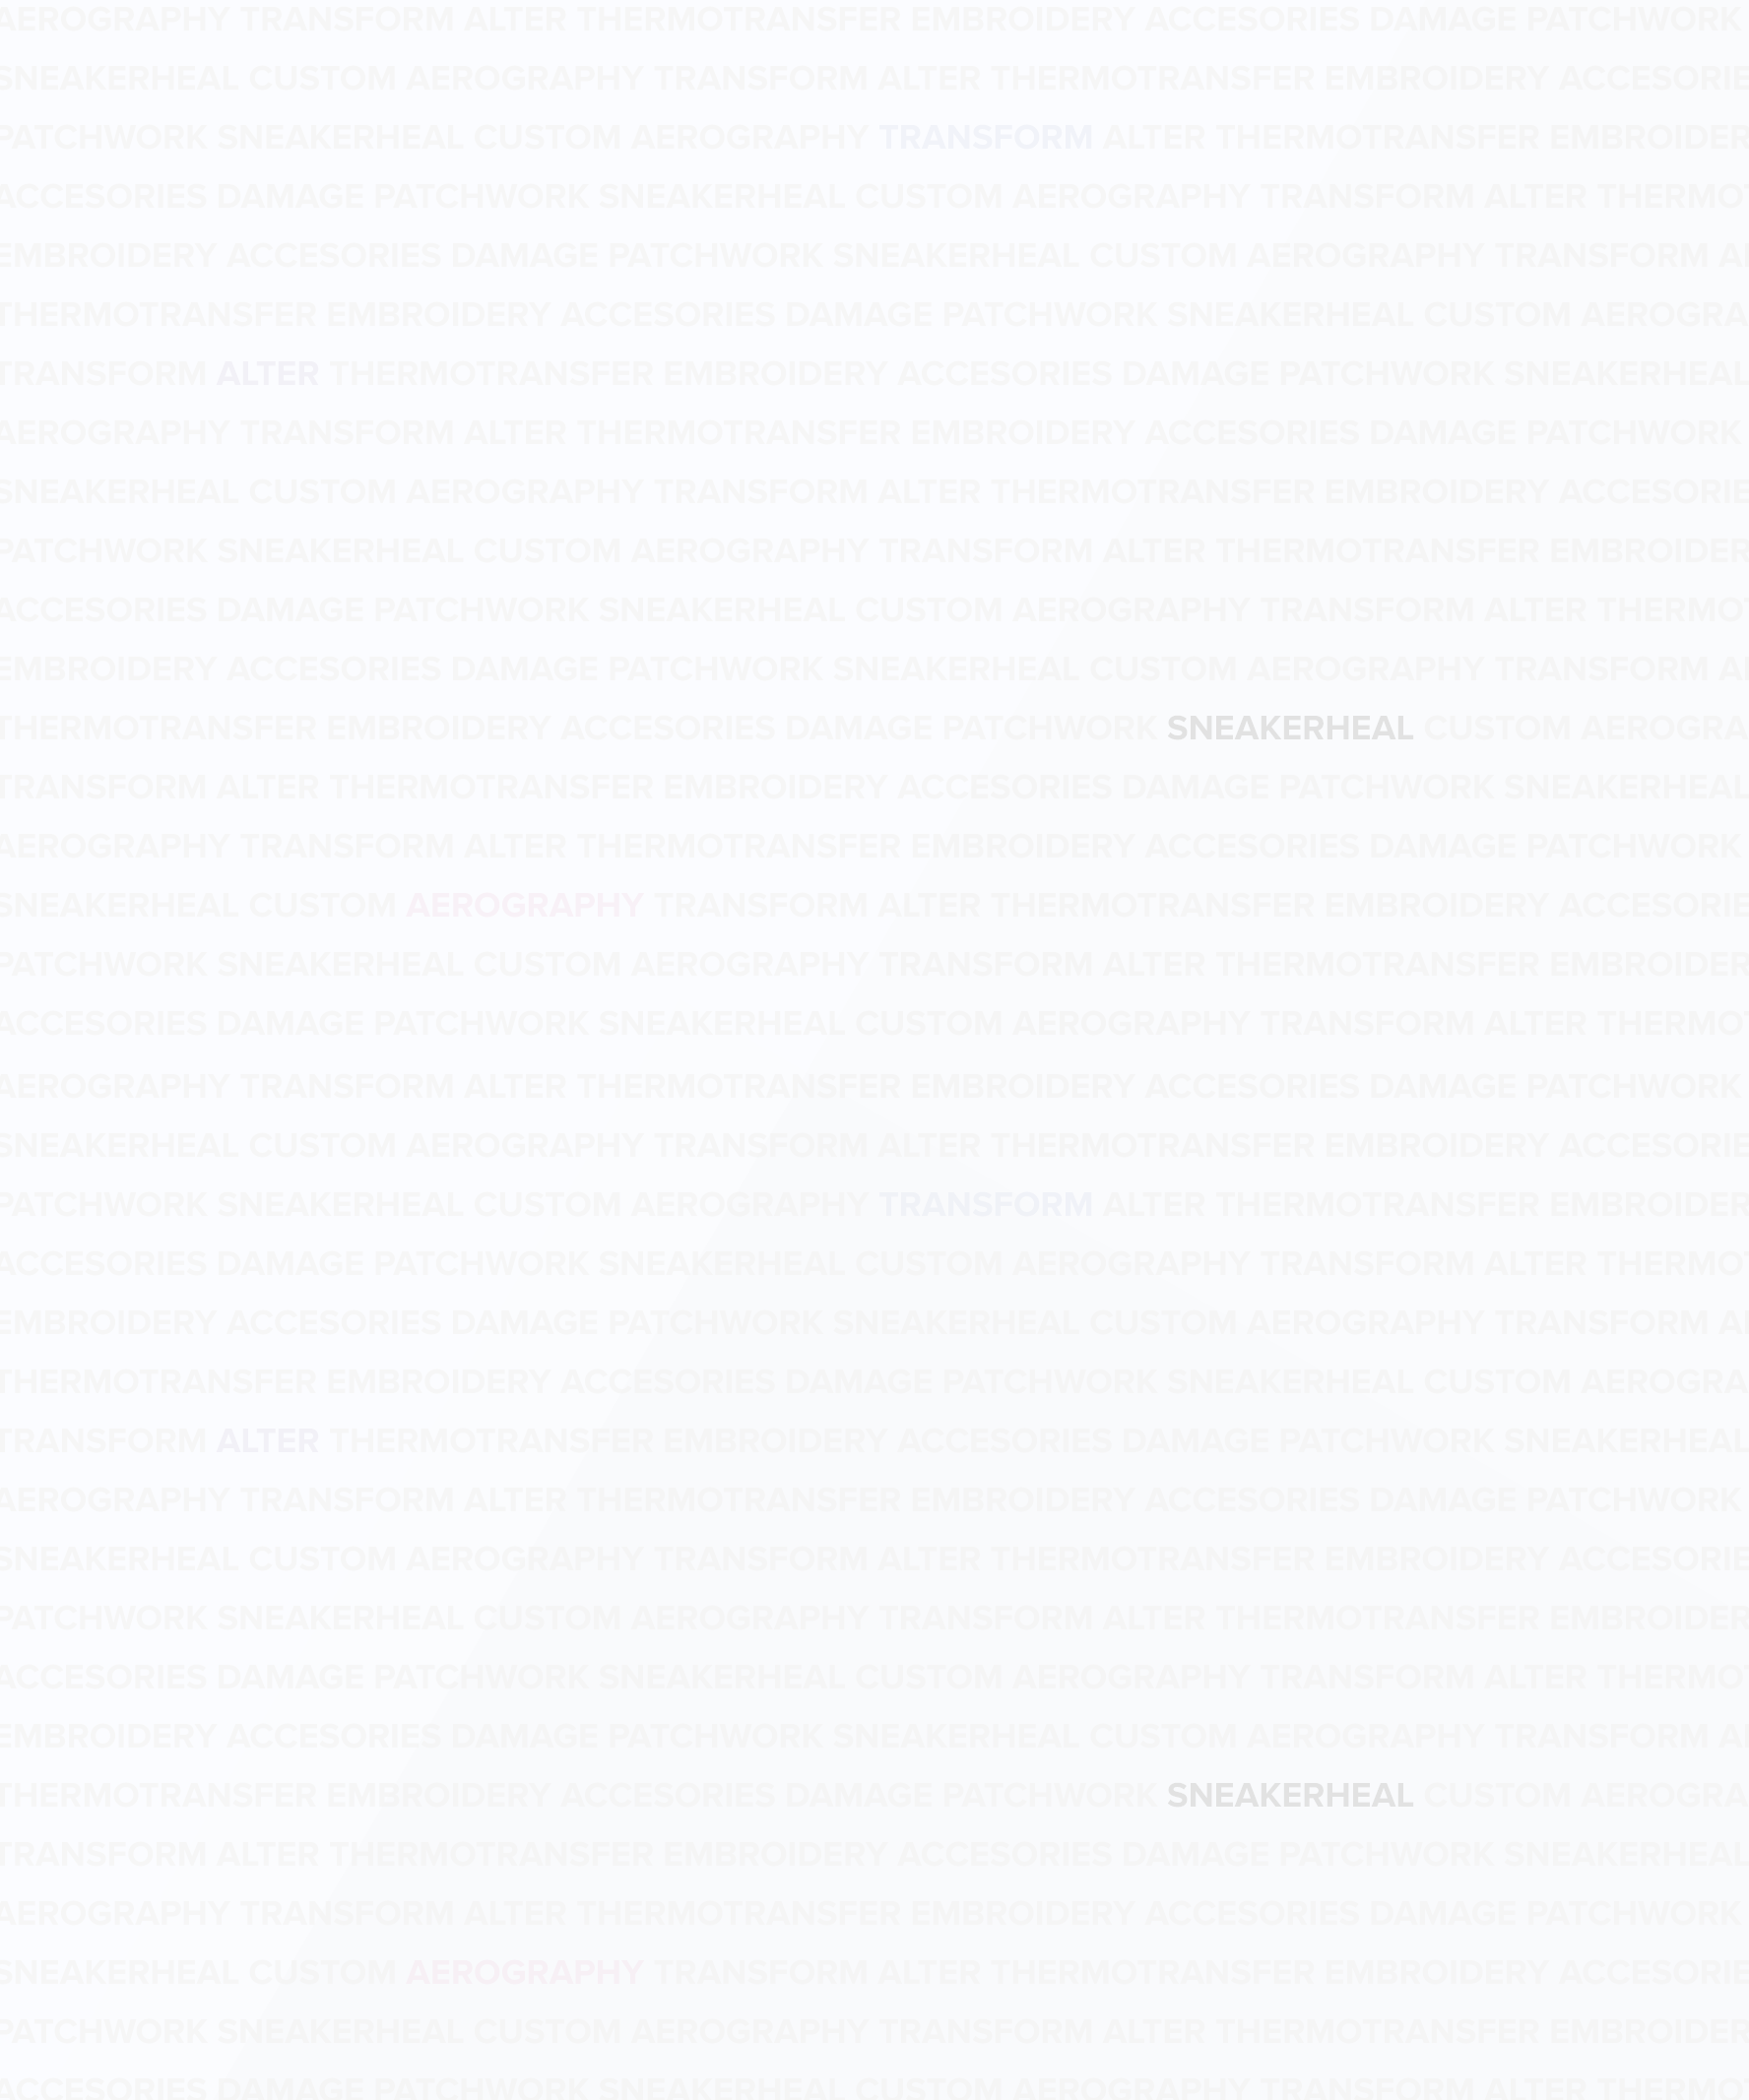 AEROGRAPHY TRANSFORM ALTER THERMOTRANSFER EMBROIDERY ACCESORIES DAMAGE PATCHWORK
SNEAKERHEAL CUSTOM AEROGRAPHY TRANSFORM ALTER THERMOTRANSFER EMBROIDERY ACCESORIE
PATCHWORK SNEAKERHEAL CUSTOM AEROGRAPHY TRANSFORM ALTER THERMOTRANSFER EMBROIDER
ACCESORIES DAMAGE PATCHWORK SNEAKERHEAL CUSTOM AEROGRAPHY TRANSFORM ALTER THERMOT
EMBROIDERY ACCESORIES DAMAGE PATCHWORK SNEAKERHEAL CUSTOM AEROGRAPHY TRANSFORM AL
THERMOTRANSFER EMBROIDERY ACCESORIES DAMAGE PATCHWORK SNEAKERHEAL CUSTOM AEROGRA
TRANSFORM ALTER THERMOTRANSFER EMBROIDERY ACCESORIES DAMAGE PATCHWORK SNEAKERHEAL
AEROGRAPHY TRANSFORM ALTER THERMOTRANSFER EMBROIDERY ACCESORIES DAMAGE PATCHWORK
SNEAKERHEAL CUSTOM AEROGRAPHY TRANSFORM ALTER THERMOTRANSFER EMBROIDERY ACCESORIE
PATCHWORK SNEAKERHEAL CUSTOM AEROGRAPHY TRANSFORM ALTER THERMOTRANSFER EMBROIDER
ACCESORIES DAMAGE PATCHWORK SNEAKERHEAL CUSTOM AEROGRAPHY TRANSFORM ALTER THERMOT
EMBROIDERY ACCESORIES DAMAGE PATCHWORK SNEAKERHEAL CUSTOM AEROGRAPHY TRANSFORM AL
THERMOTRANSFER EMBROIDERY ACCESORIES DAMAGE PATCHWORK SNEAKERHEAL CUSTOM AEROGRA
TRANSFORM ALTER THERMOTRANSFER EMBROIDERY ACCESORIES DAMAGE PATCHWORK SNEAKERHEAL
AEROGRAPHY TRANSFORM ALTER THERMOTRANSFER EMBROIDERY ACCESORIES DAMAGE PATCHWORK
SNEAKERHEAL CUSTOM AEROGRAPHY TRANSFORM ALTER THERMOTRANSFER EMBROIDERY ACCESORIE
PATCHWORK SNEAKERHEAL CUSTOM AEROGRAPHY TRANSFORM ALTER THERMOTRANSFER EMBROIDER
ACCESORIES DAMAGE PATCHWORK SNEAKERHEAL CUSTOM AEROGRAPHY TRANSFORM ALTER THERMOT
AEROGRAPHY TRANSFORM ALTER THERMOTRANSFER EMBROIDERY ACCESORIES DAMAGE PATCHWORK
SNEAKERHEAL CUSTOM AEROGRAPHY TRANSFORM ALTER THERMOTRANSFER EMBROIDERY ACCESORIE
PATCHWORK SNEAKERHEAL CUSTOM AEROGRAPHY TRANSFORM ALTER THERMOTRANSFER EMBROIDER
ACCESORIES DAMAGE PATCHWORK SNEAKERHEAL CUSTOM AEROGRAPHY TRANSFORM ALTER THERMOT
EMBROIDERY ACCESORIES DAMAGE PATCHWORK SNEAKERHEAL CUSTOM AEROGRAPHY TRANSFORM AL
THERMOTRANSFER EMBROIDERY ACCESORIES DAMAGE PATCHWORK SNEAKERHEAL CUSTOM AEROGRA
TRANSFORM ALTER THERMOTRANSFER EMBROIDERY ACCESORIES DAMAGE PATCHWORK SNEAKERHEAL
AEROGRAPHY TRANSFORM ALTER THERMOTRANSFER EMBROIDERY ACCESORIES DAMAGE PATCHWORK
SNEAKERHEAL CUSTOM AEROGRAPHY TRANSFORM ALTER THERMOTRANSFER EMBROIDERY ACCESORIE
PATCHWORK SNEAKERHEAL CUSTOM AEROGRAPHY TRANSFORM ALTER THERMOTRANSFER EMBROIDER
ACCESORIES DAMAGE PATCHWORK SNEAKERHEAL CUSTOM AEROGRAPHY TRANSFORM ALTER THERMOT
EMBROIDERY ACCESORIES DAMAGE PATCHWORK SNEAKERHEAL CUSTOM AEROGRAPHY TRANSFORM AL
THERMOTRANSFER EMBROIDERY ACCESORIES DAMAGE PATCHWORK SNEAKERHEAL CUSTOM AEROGRA
TRANSFORM ALTER THERMOTRANSFER EMBROIDERY ACCESORIES DAMAGE PATCHWORK SNEAKERHEAL
AEROGRAPHY TRANSFORM ALTER THERMOTRANSFER EMBROIDERY ACCESORIES DAMAGE PATCHWORK
SNEAKERHEAL CUSTOM AEROGRAPHY TRANSFORM ALTER THERMOTRANSFER EMBROIDERY ACCESORIE
PATCHWORK SNEAKERHEAL CUSTOM AEROGRAPHY TRANSFORM ALTER THERMOTRANSFER EMBROIDER
ACCESORIES DAMAGE PATCHWORK SNEAKERHEAL CUSTOM AEROGRAPHY TRANSFORM ALTER THERMOT